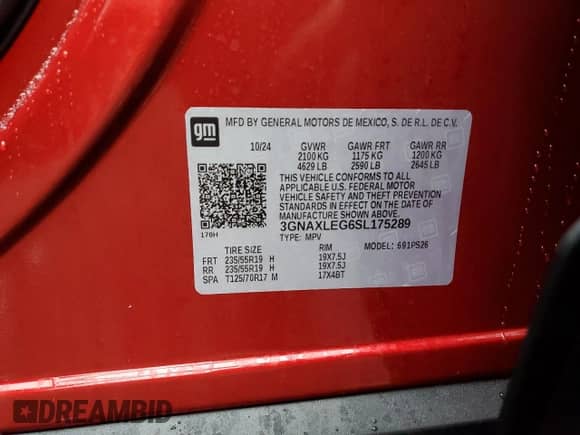 gm MFD BY GENERAL MOTORS DE MEXICO, S. DE R.L. DE C.V.
10/24 GVWR GAWR FRT GAWR RR
2100 KG 1175 KG 1200 KG
4629 LB 2590 LB 2645 LB
THIS VEHICLE CONFORMS TO ALL
APPLICABLE U.S. FEDERAL MOTOR
VEHICLE SAFETY AND THEFT PREVENTION
STANDARDS IN EFFECT ON THE DATE OF
MANUFACTURE SHOWN ABOVE.
3GNAXLEG6SL175289
170H TYPE: MPV MODEL: 691PS26
TIRE SIZE RIM
FRT 235/55R19 H 19X7.5J
RR 235/55R19 H 19X7.5J
SPA T125/70R17 M 17X4BT
DREAMBID